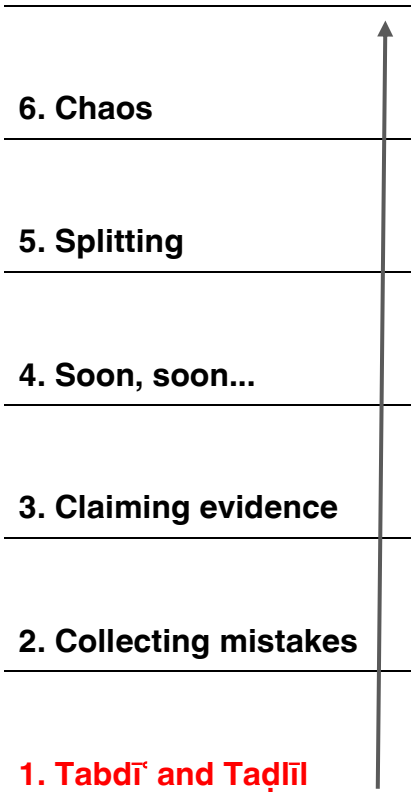 6. Chaos
5. Splitting
4. Soon, soon...
3. Claiming evidence
2. Collecting mistakes
1. Tabdīʿ and Taḍlīl